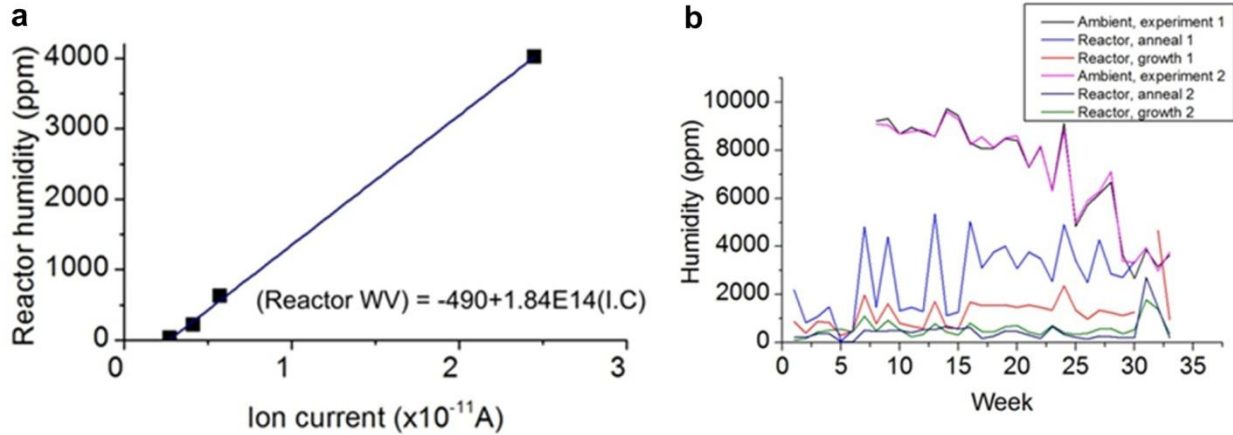 a
Reactor humidity (ppm)
4000
3000
2000
1000
0
(Reactor WV) = -490+1.84E14(I.C)
0
1
2
3
Ion current (x10⁻¹¹A)
b
Ambient, experiment 1
Reactor, anneal 1
Reactor, growth 1
Ambient, experiment 2
Reactor, anneal 2
Reactor, growth 2
Humidity (ppm)
10000
8000
6000
4000
2000
0
0
5
10
15
20
25
30
35
Week